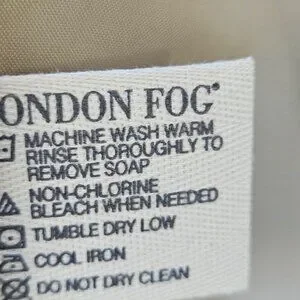 ONDON FOG®
MACHINE WASH WARM
RINSE THOROUGHLY TO
REMOVE SOAP
NON-CHLORINE
BLEACH WHEN NEEDED
TUMBLE DRY LOW
COOL IRON
DO NOT DRY CLEAN